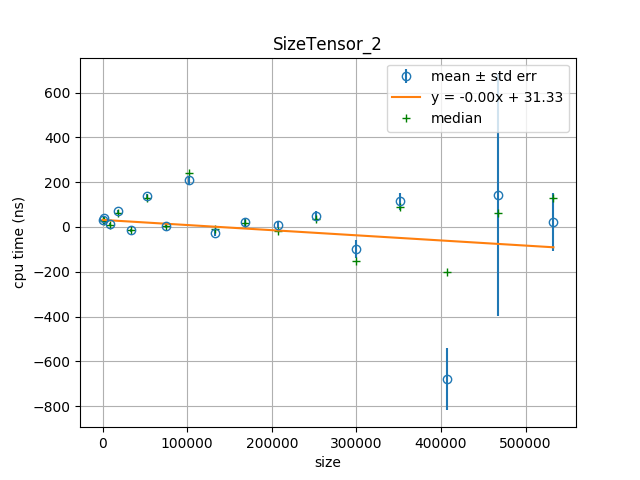 SizeTensor_2
mean ± std err
y = -0.00x + 31.33
median
cpu time (ns)
600
400
200
0
−200
−400
−600
−800
0 100000 200000 300000 400000 500000
size